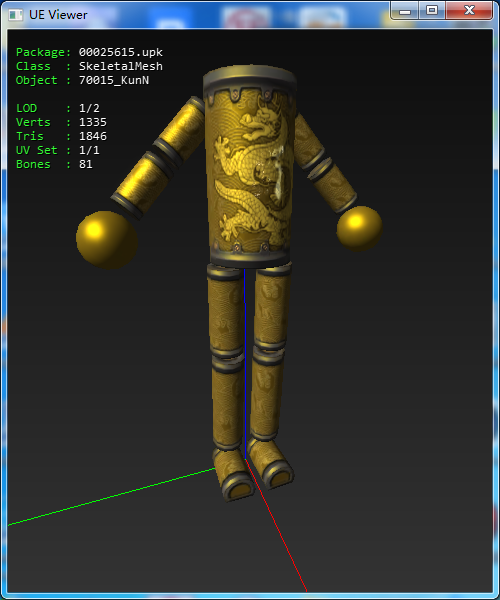 UE Viewer
Package: 00025615.upk
Class : SkeletalMesh
Object : 70015_KunN
LOD : 1/2
Verts : 1335
Tris : 1846
UV Set : 1/1
Bones : 81